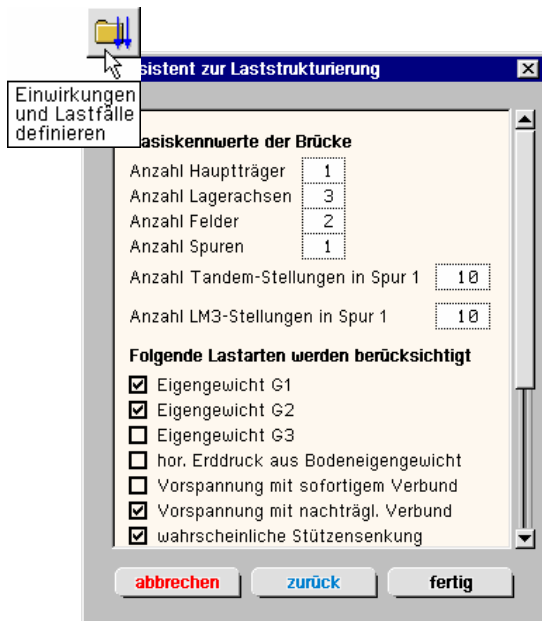 sistent zur Laststrukturierung
Einwirkungen
und Lastfälle
definieren
asiskennwerte der Brücke
Anzahl Hauptträger 1
Anzahl Lagerachsen 3
Anzahl Felder 2
Anzahl Spuren 1
Anzahl Tandem-Stellungen in Spur 1 10
Anzahl LM3-Stellungen in Spur 1 10
Folgende Lastarten werden berücksichtigt
Eigengewicht G1
Eigengewicht G2
Eigengewicht G3
hor. Erddruck aus Bodeneigengewicht
Vorspannung mit sofortigem Verbund
Vorspannung mit nachträgl. Verbund
wahrscheinliche Stützensenkung
abbrechen zurück fertig